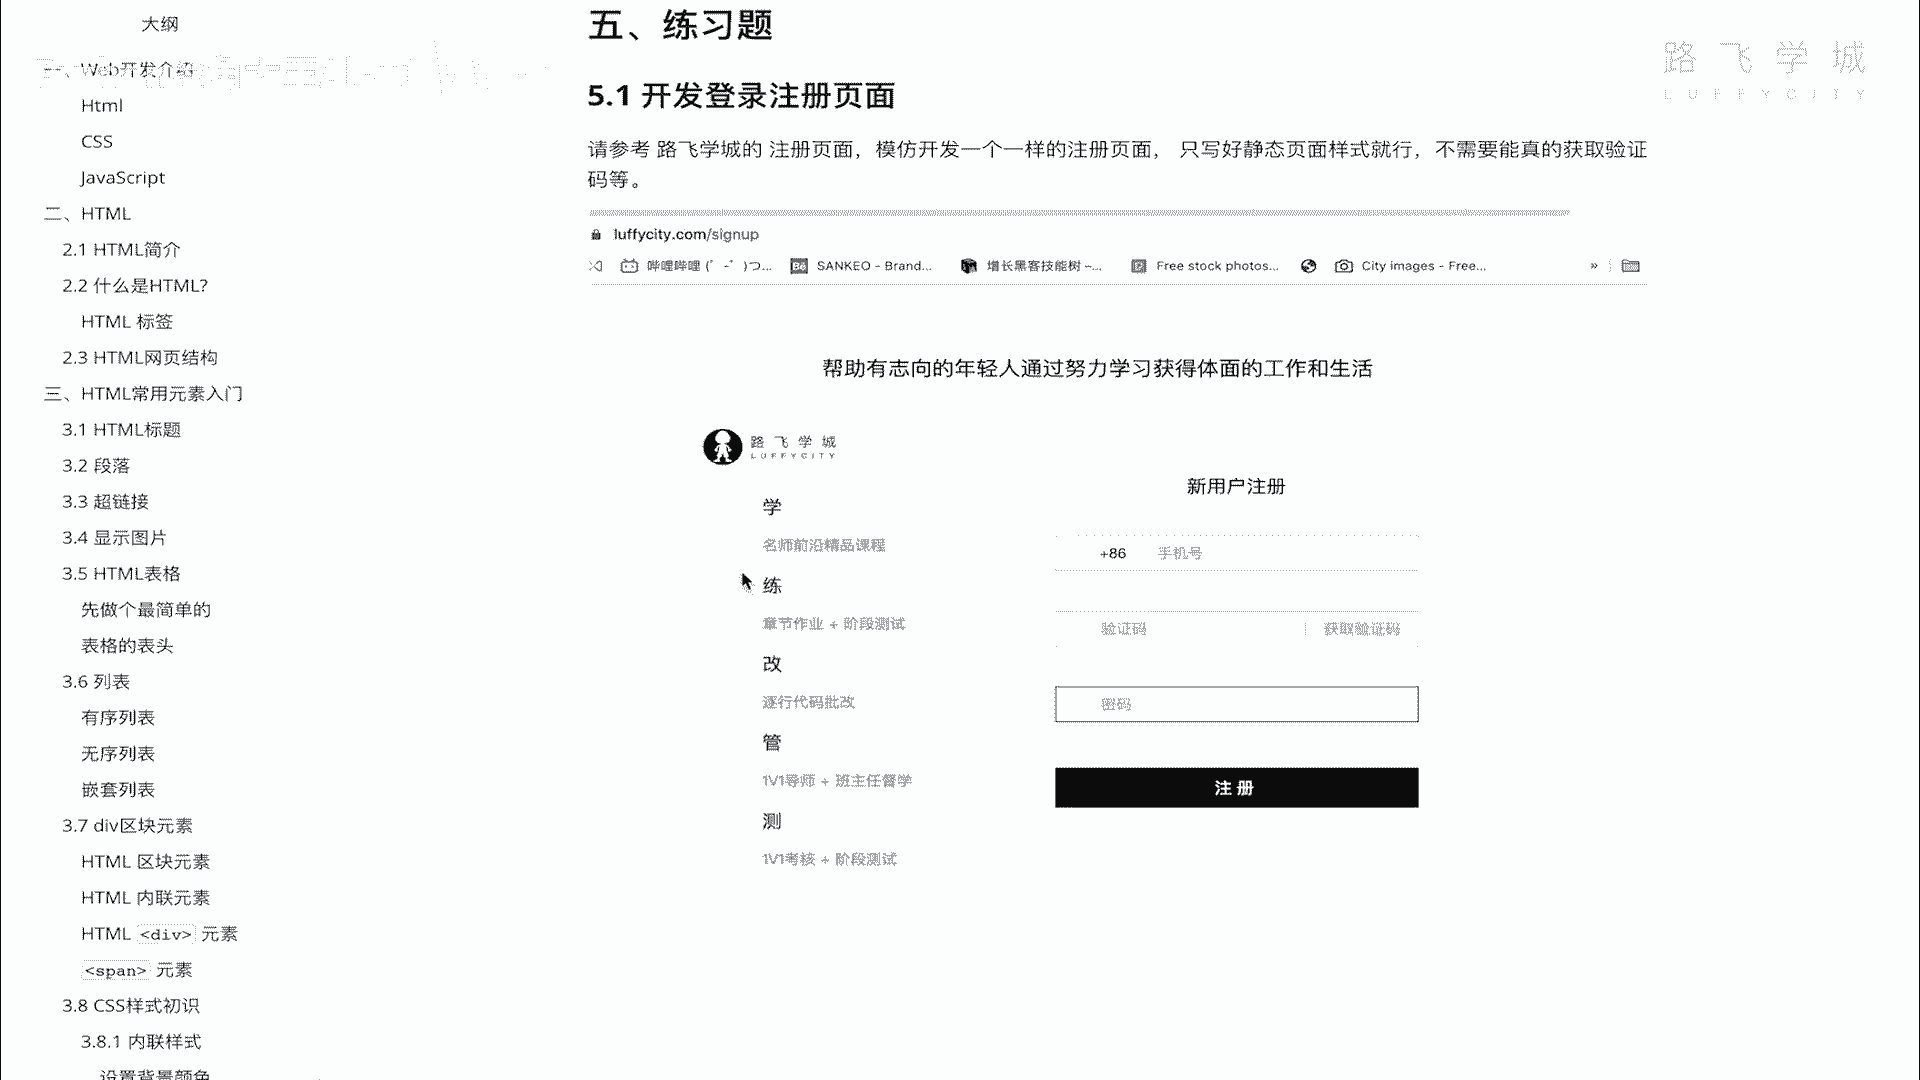 大纲
一、Web开发介绍
Html
CSS
JavaScript
二、HTML
2.1 HTML简介
2.2 什么是HTML?
HTML 标签
2.3 HTML网页结构
三、HTML常用元素入门
3.1 HTML标题
3.2 段落
3.3 超链接
3.4 显示图片
3.5 HTML表格
先做个最简单的
表格的表头
3.6 列表
有序列表
无序列表
嵌套列表
3.7 div区块元素
HTML 区块元素
HTML 内联元素
HTML <div> 元素
<span> 元素
3.8 CSS样式初识
3.8.1 内联样式
设置背景颜色
五、练习题
5.1 开发登录注册页面
请参考 路飞学城的 注册页面，模仿开发一个一样的注册页面， 只写好静态页面样式就行，不需要能真的获取验证
码等。
luffycity.com/signup
哔哩哔哩 (゜-゜)つ... SANKEO - Brand... 增长黑客技能树 –... Free stock photos... City images - Free... »
帮助有志向的年轻人通过努力学习获得体面的工作和生活
路飞学城
LUFFYCITY
学
名师前沿精品课程
练
章节作业 + 阶段测试
改
逐行代码批改
管
1V1导师 + 班主任督学
测
1V1考核 + 阶段测试
新用户注册
+86 手机号
验证码 | 获取验证码
密码
注 册
路飞学城
LUFFYCITY